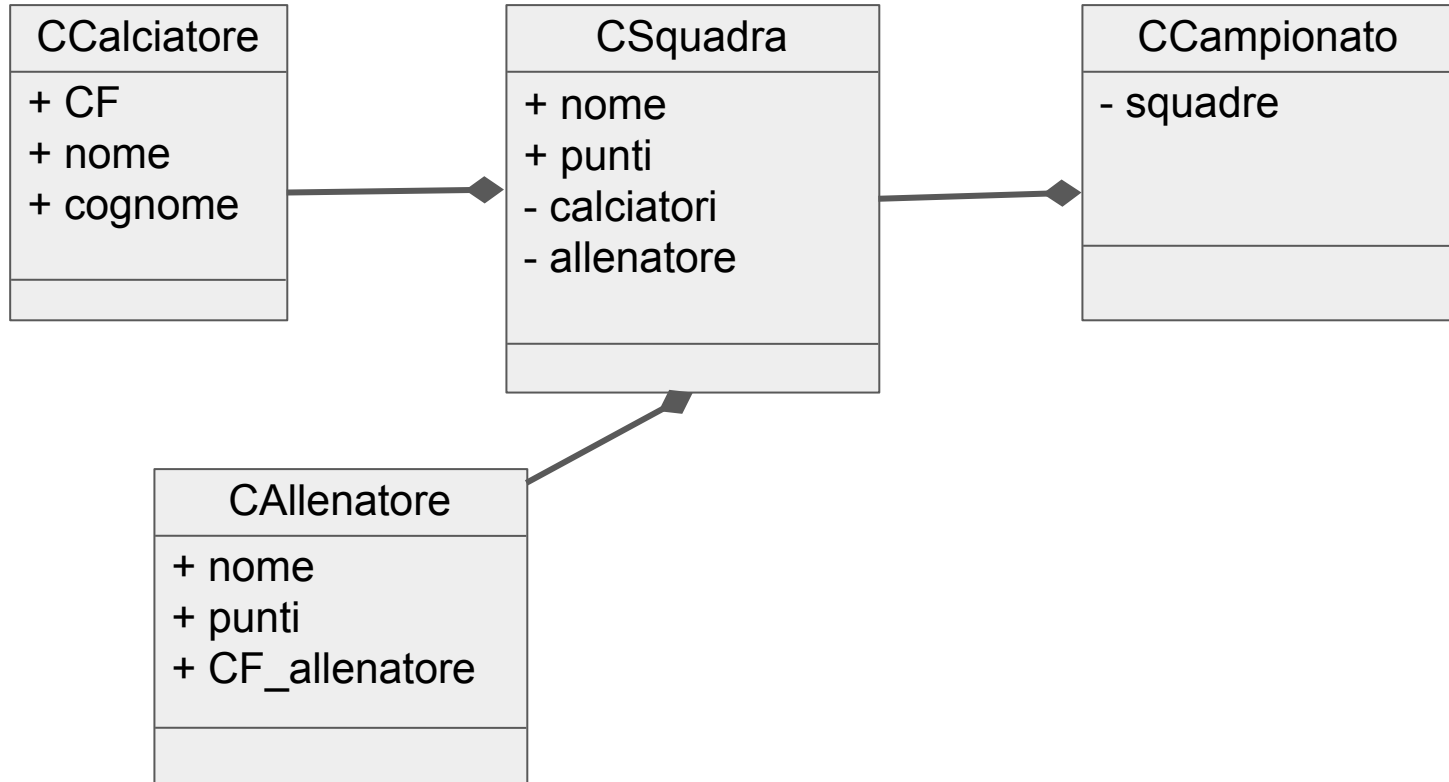 CCalciatore
+ CF
+ nome
+ cognome
CSquadra
+ nome
+ punti
- calciatori
- allenatore
CCampionato
- squadre
CAllenatore
+ nome
+ punti
+ CF_allenatore